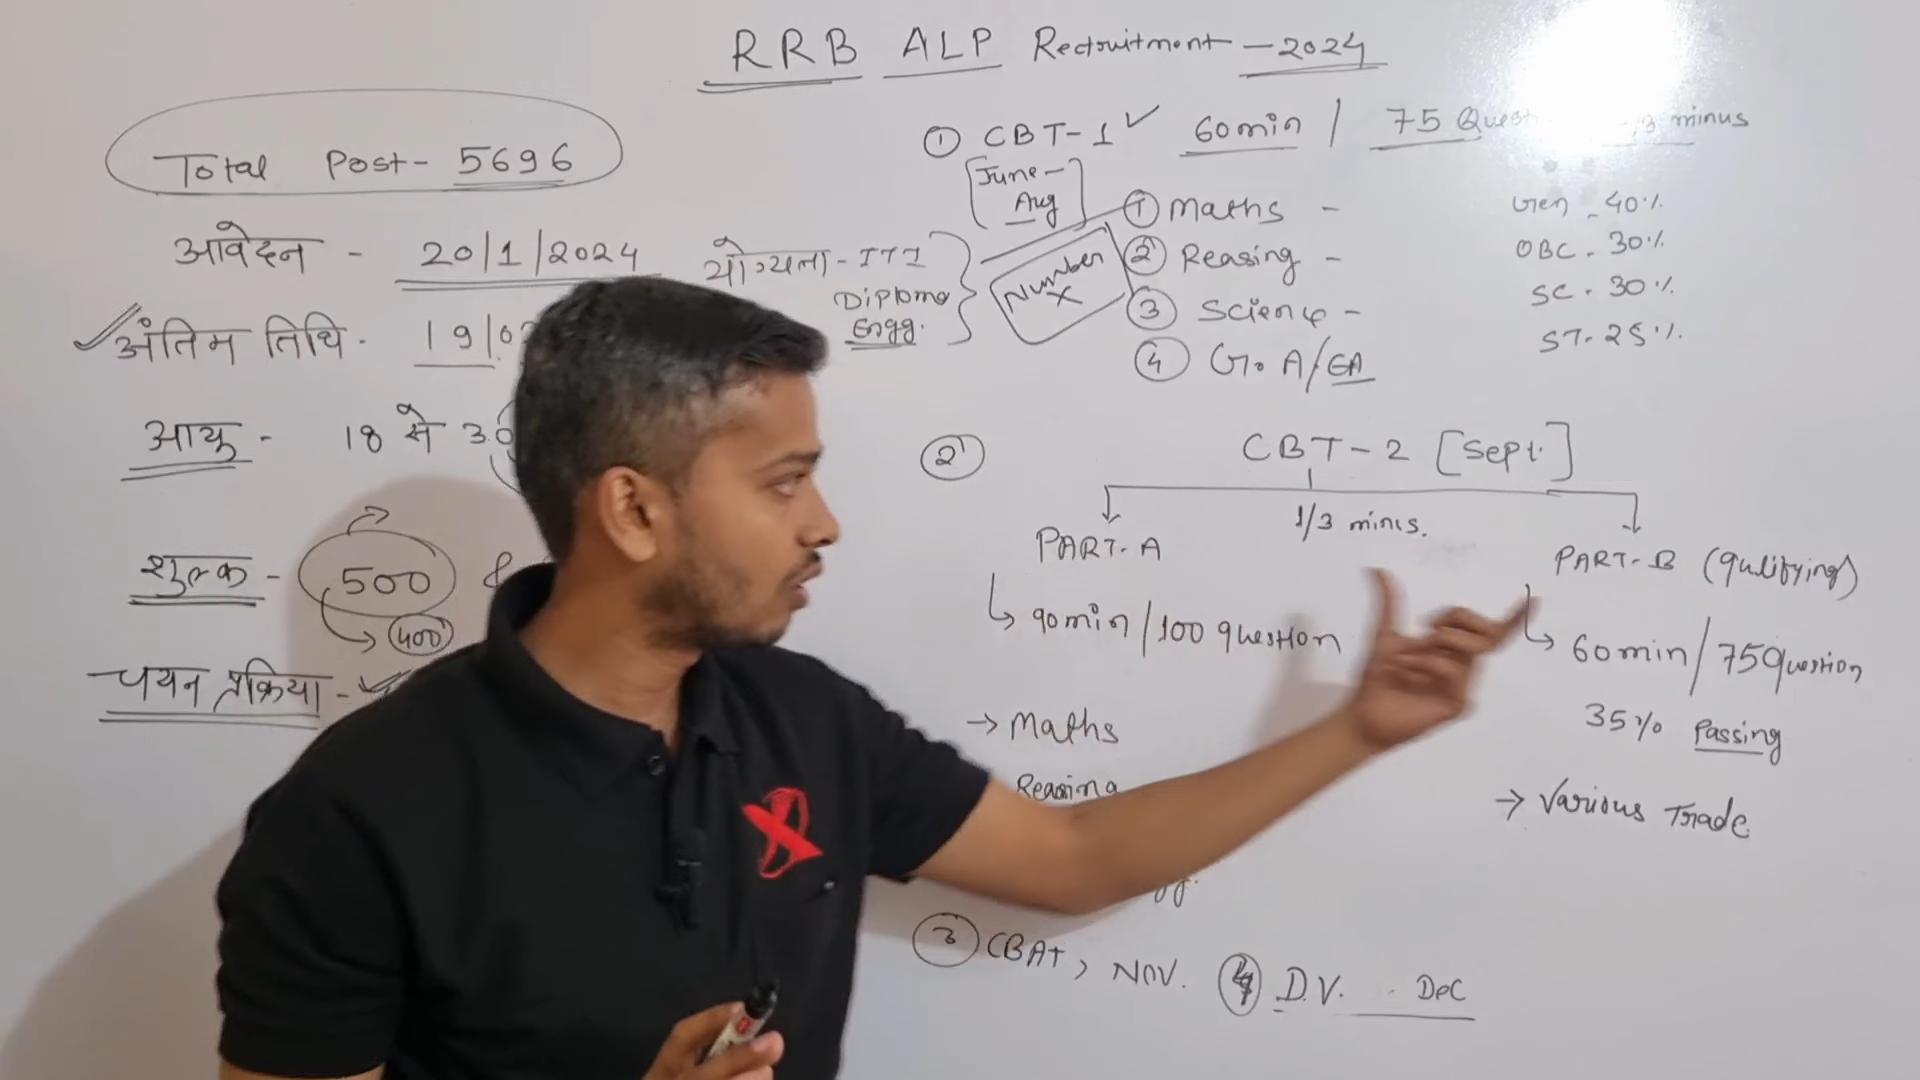 RRB ALP Rectruitment - 2024
Total Post- 5696
आवेदन - 20/1/2024
अंतिम तिथि - 19/0
आयु - 18 से 30
शुल्क - 500 &
→ 400
चयन प्रक्रिया -
योग्यता - ITI
Diploma
Engg.
① CBT-1 ✓ 60min / 75 Quest 1/3 minus
[June-
Aug]
Number
X
① Maths -
② Reasing -
③ Science -
④ G.A/GA
Gen - 40%
OBC - 30%
SC - 30%
ST - 25%
② CBT-2 [Sept.]
1/3 minus.
PART-A
↳ 90min/100 question
→ Maths
Reasing
gg.
PART-B (Qulifying)
↳ 60min/75Question
35% Passing
→ Various Trade
③ CBAT, NOV. ④ D.V. - Dec